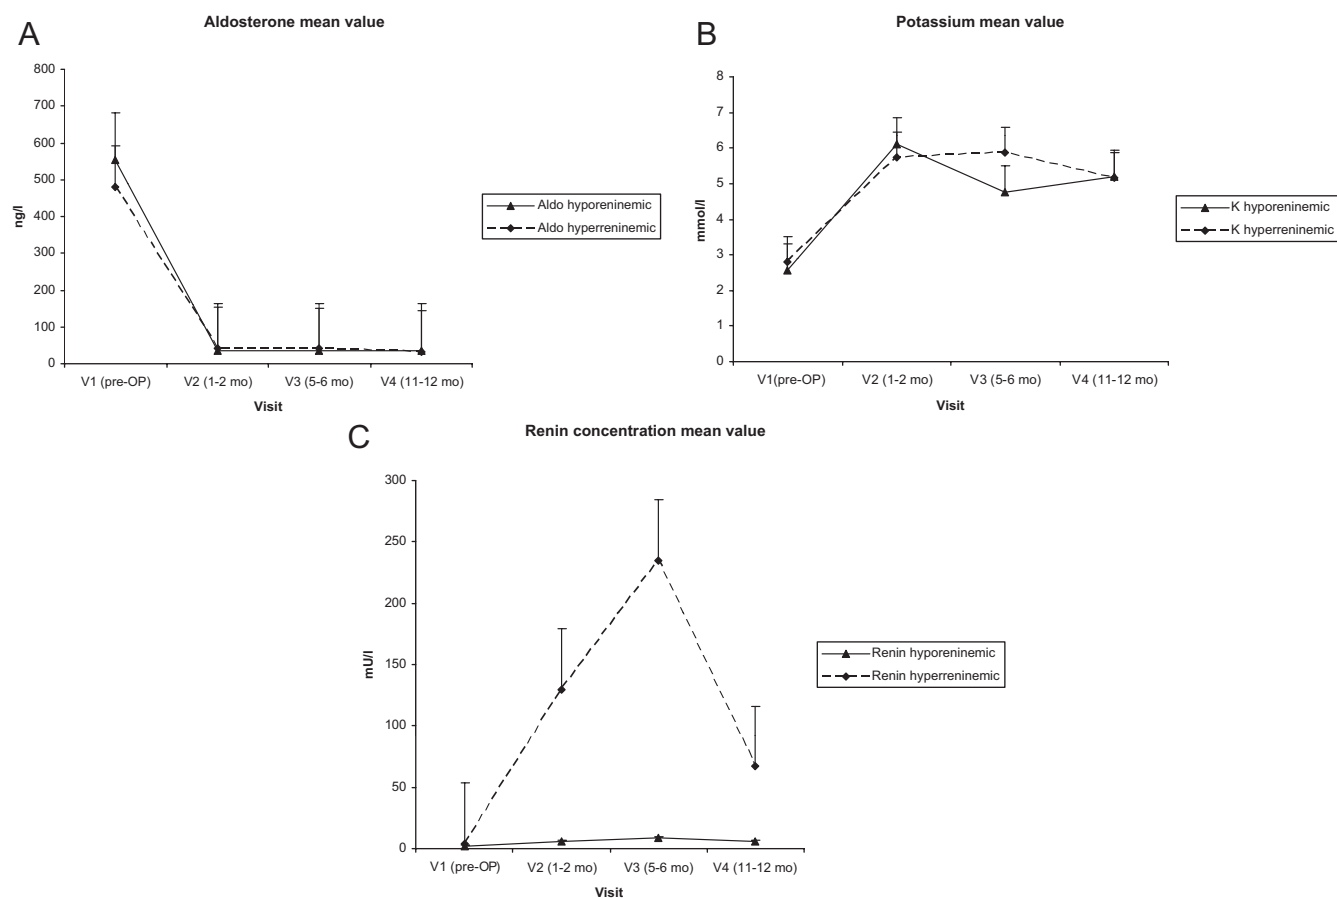 A
Aldosterone mean value
800
700
600
500
400
300
200
100
0
ng/l
V1 (pre-OP)
V2 (1-2 mo)
V3 (5-6 mo)
V4 (11-12 mo)
Visit
Aldo hyporeninemic
Aldo hyperreninemic
B
Potassium mean value
8
7
6
5
4
3
2
1
0
mmol/l
V1(pre-OP)
V2 (1-2 mo)
V3 (5-6 mo)
V4 (11-12 mo)
Visit
K hyporeninemic
K hyperreninemic
C
Renin concentration mean value
300
250
200
150
100
50
0
mU/l
V1 (pre-OP)
V2 (1-2 mo)
V3 (5-6 mo)
V4 (11-12 mo)
Visit
Renin hyporeninemic
Renin hyperreninemic